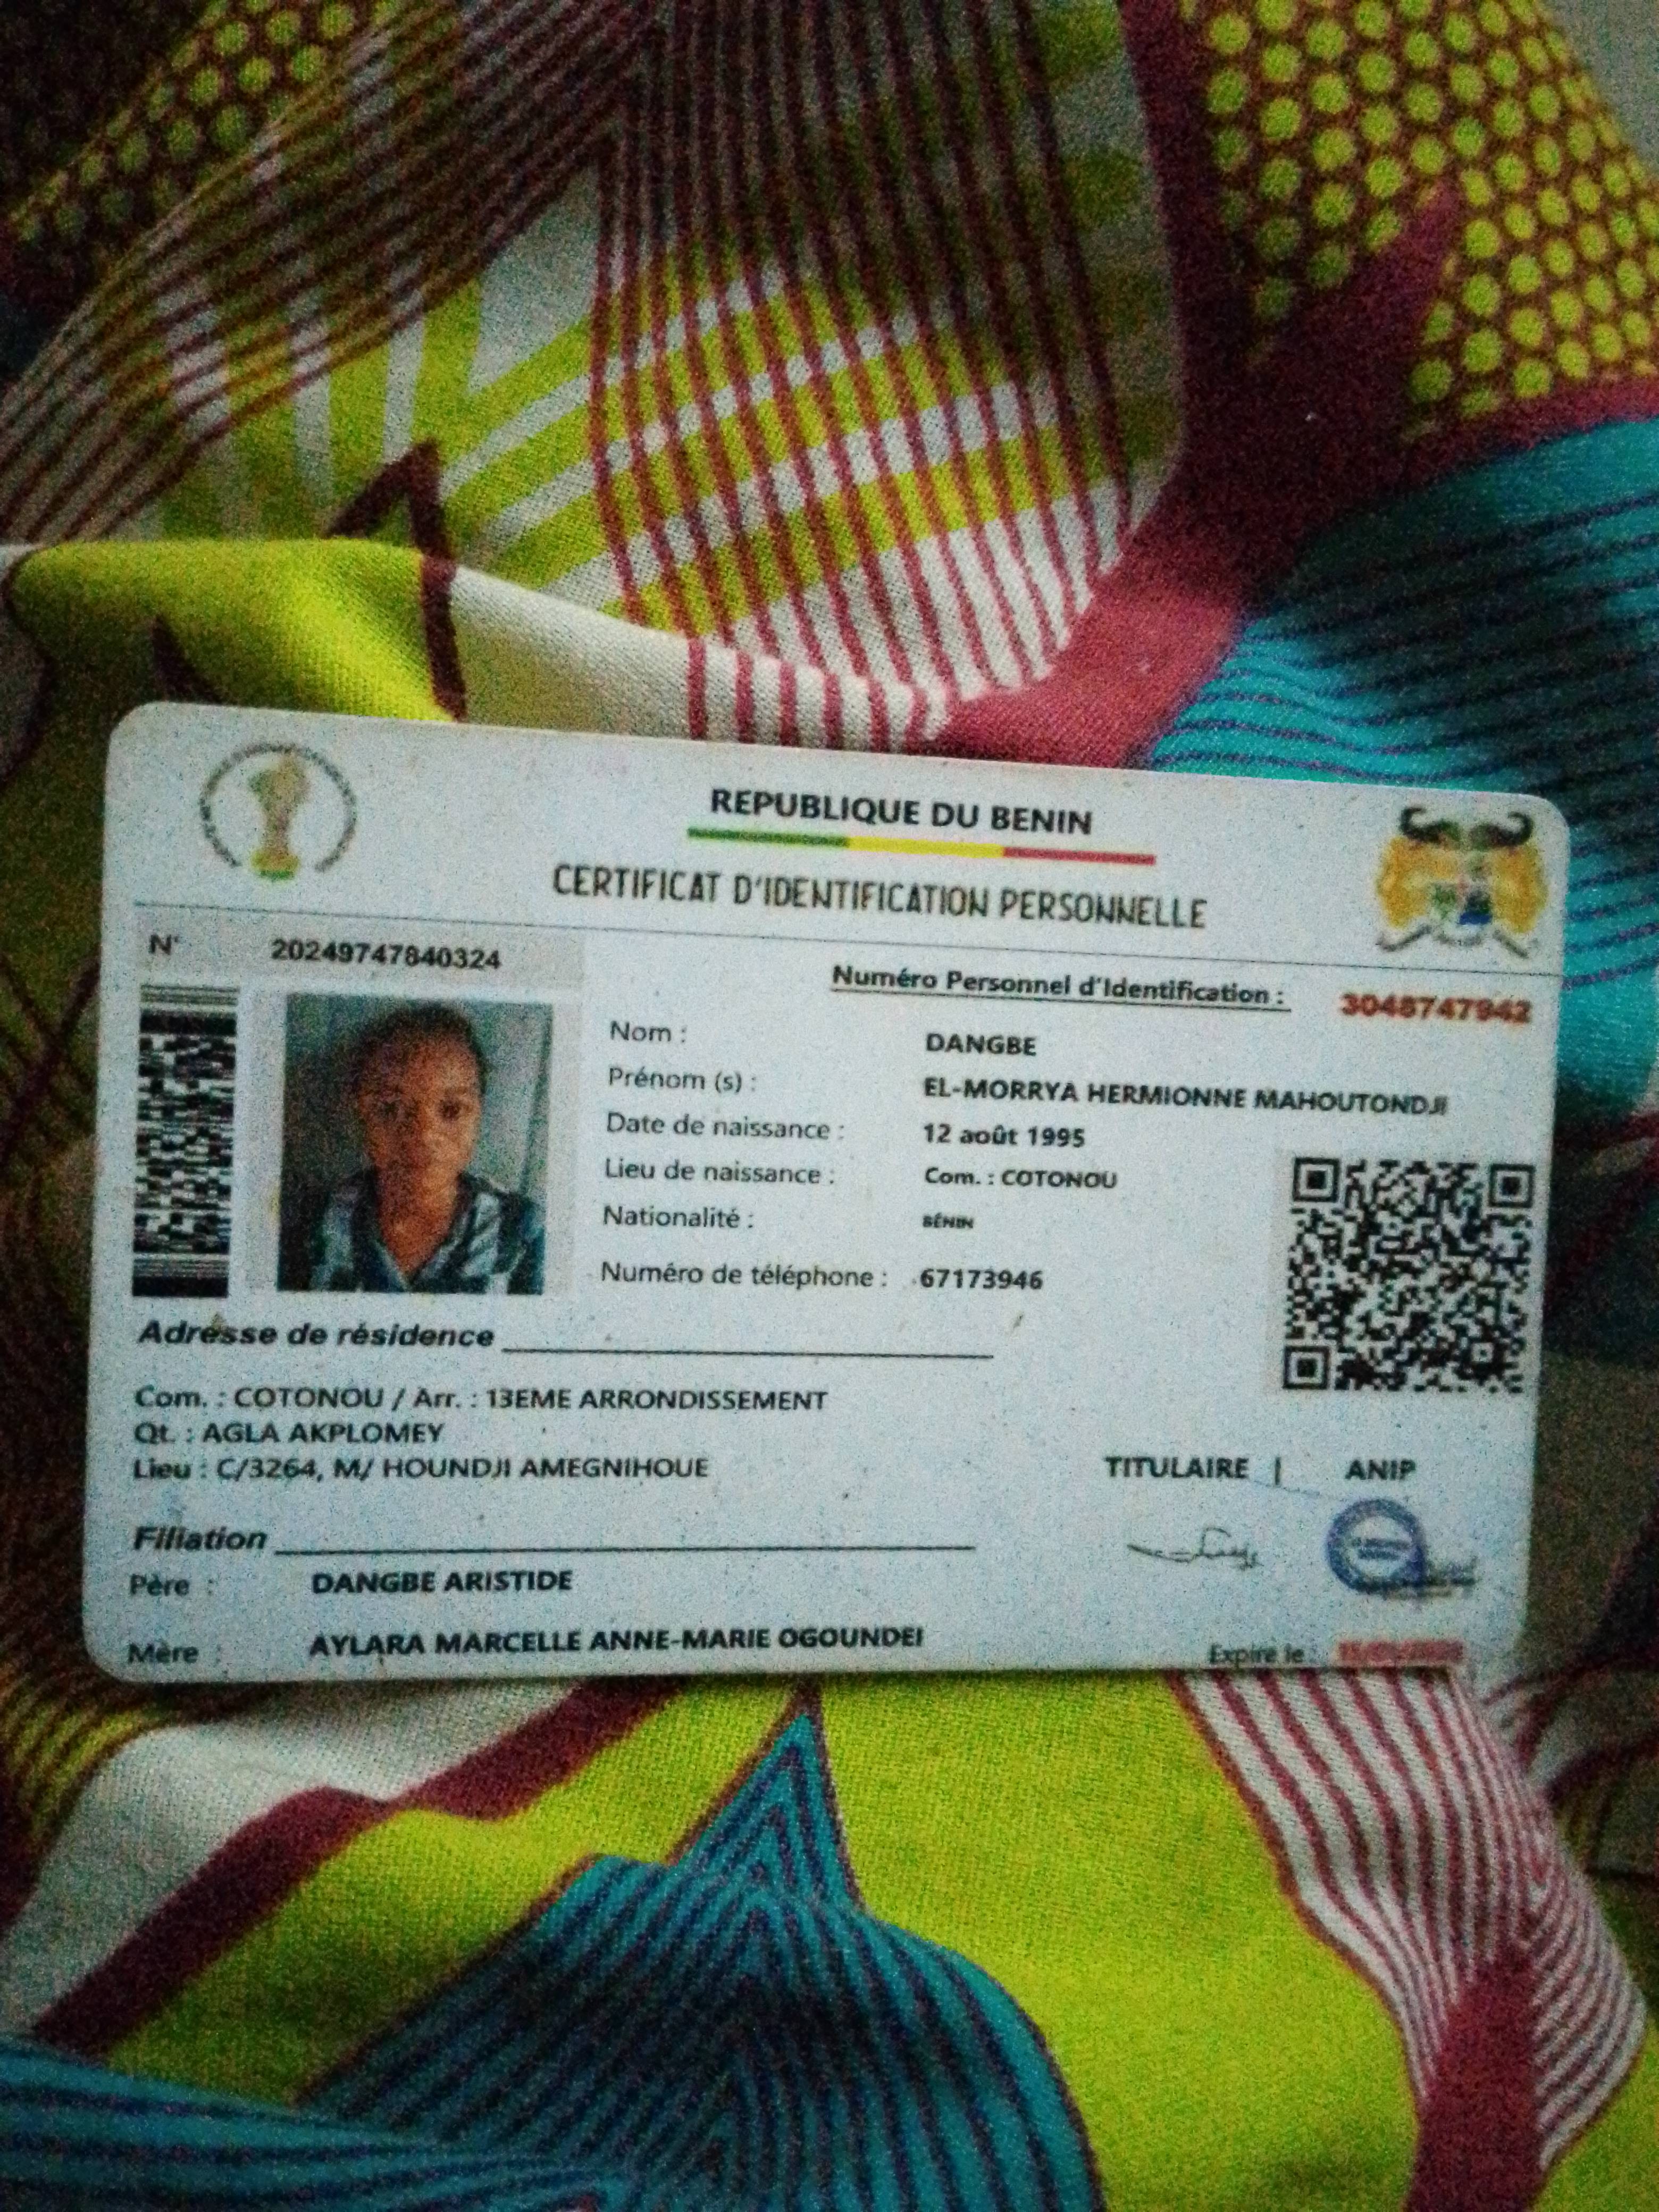 REPUBLIQUE DU BENIN
CERTIFICAT D'IDENTIFICATION PERSONNELLE
N° 20249747840324
Numéro Personnel d'Identification : 3048747942
Nom : DANGBE
Prénom (s) : EL-MORRYA HERMIONNE MAHOUTONDJI
Date de naissance : 12 août 1995
Lieu de naissance : Com. : COTONOU
Nationalité : BÉNIN
Numéro de téléphone : 67173946
Adresse de résidence
Com. : COTONOU / Arr. : 13EME ARRONDISSEMENT
Qt. : AGLA AKPLOMEY
Lieu : C/3264, M/ HOUNDJI AMEGNIHOUE
TITULAIRE | ANIP
Filiation
Père : DANGBE ARISTIDE
Mère : AYLARA MARCELLE ANNE-MARIE OGOUNDEI
Expire le :